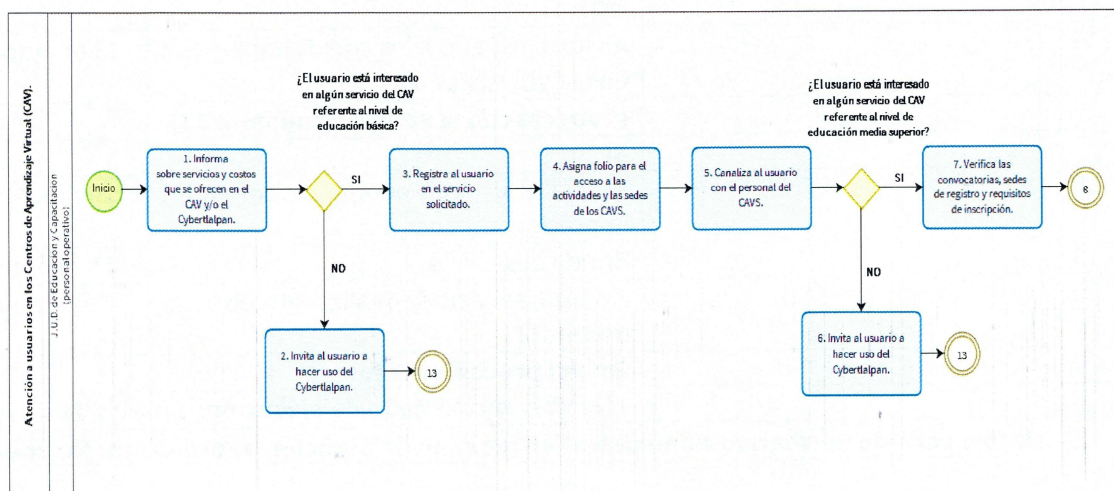 Atención a usuarios en los Centros de Aprendizaje Virtual (CAV).
J.U.D. de Educacion y Capacitacion
(personal operativo)
Inicio
1. Informa
sobre servicios y costos
que se ofrecen en el
CAV y/o el
Cybertlalpan.
¿El usuario está interesado
en algún servicio del CAV
referente al nivel de
educación básica?
SI
NO
2. Invita al usuario a
hacer uso del
Cybertlalpan.
13
3. Registra al usuario
en el servicio
solicitado.
4. Asigna folio para el
acceso a las
actividades y las sedes
de los CAVS.
5. Canaliza al usuario
con el personal del
CAVS.
¿El usuario está interesado
en algún servicio del CAV
referente al nivel de
educación media superior?
SI
NO
6. Invita al usuario a
hacer uso del
Cybertlalpan.
13
7. Verifica las
convocatorias, sedes
de registro y requisitos
de inscripción.
8